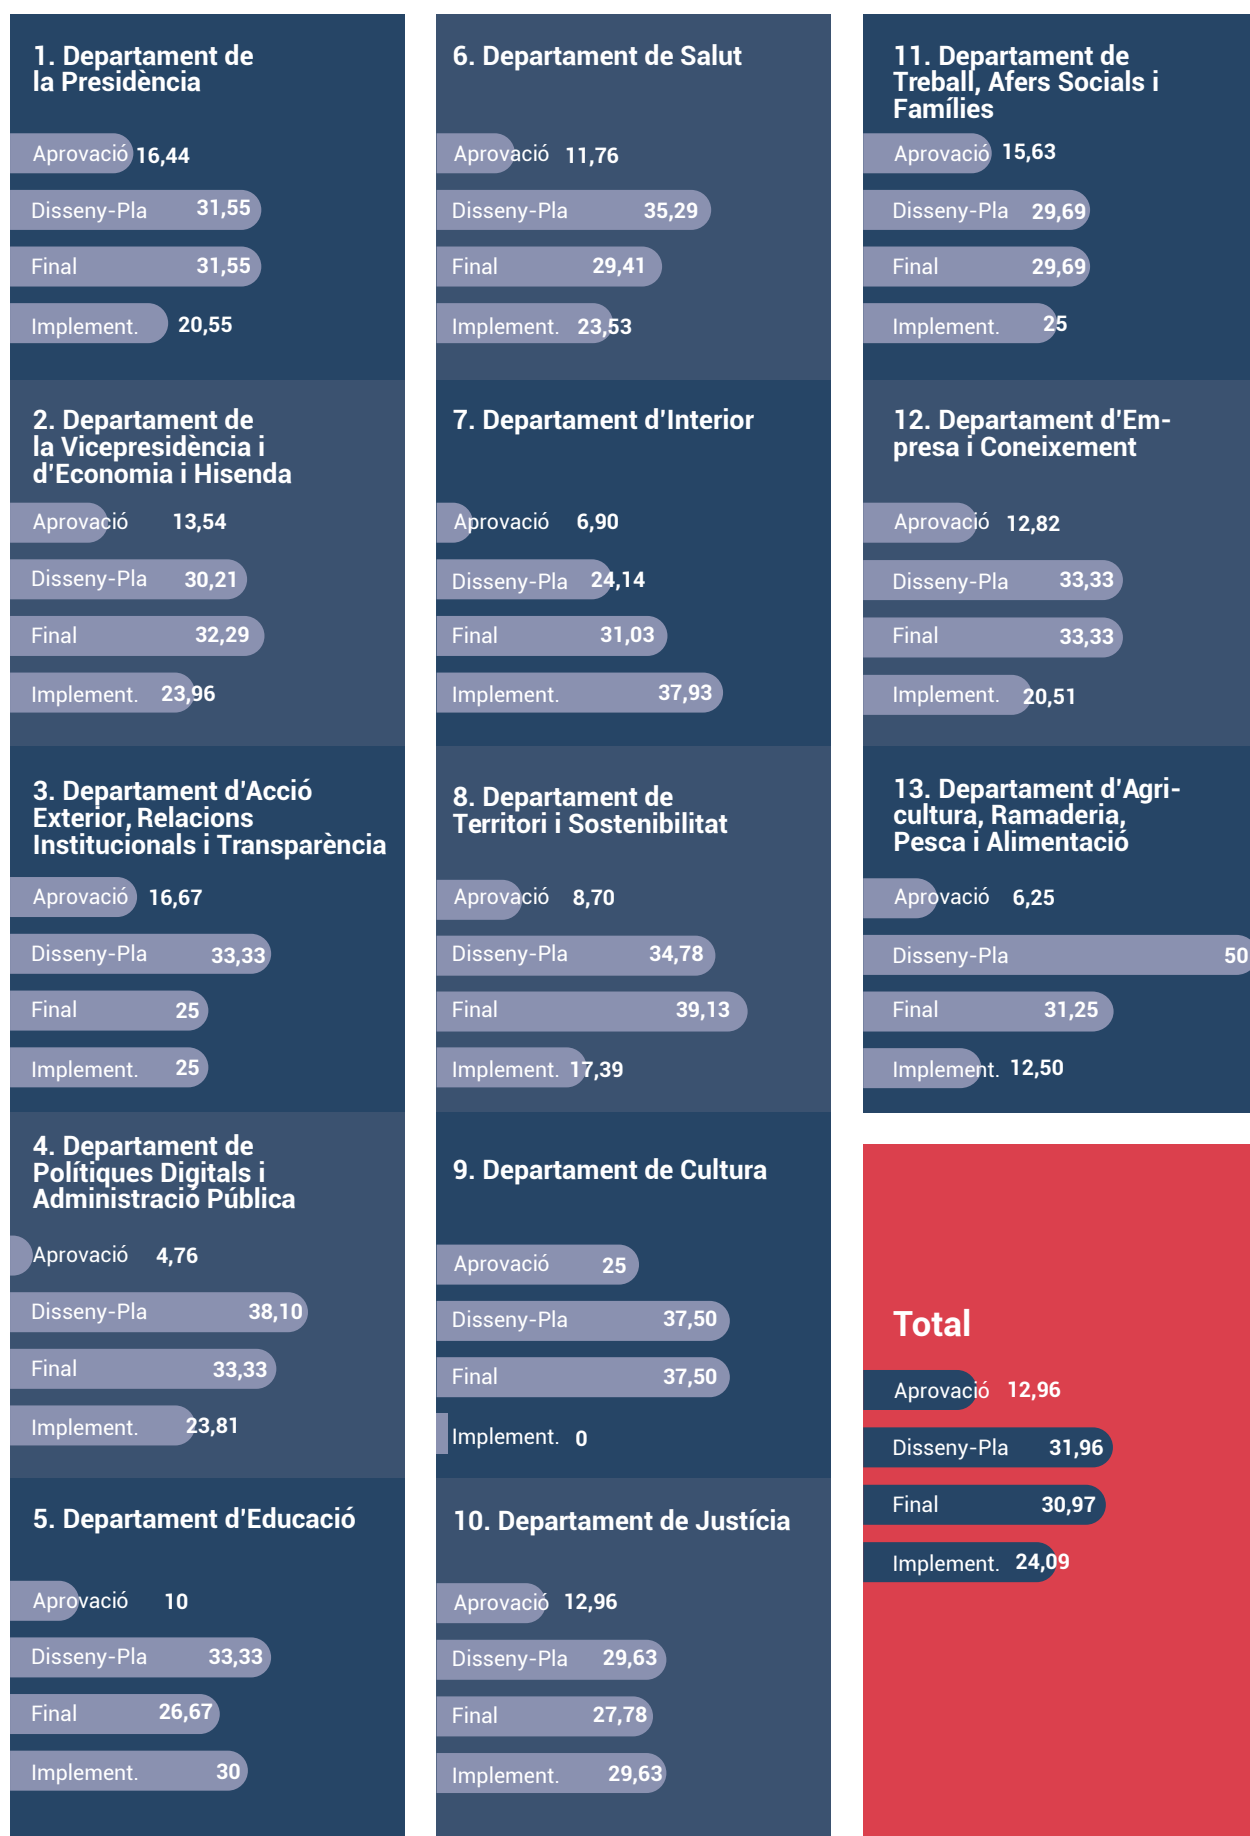 1. Departament de
la Presidència
Aprovació 16,44
Disseny-Pla 31,55
Final 31,55
Implement. 20,55
2. Departament de
la Vicepresidència i
d'Economia i Hisenda
Aprovació 13,54
Disseny-Pla 30,21
Final 32,29
Implement. 23,96
3. Departament d'Acció
Exterior, Relacions
Institucionals i Transparència
Aprovació 16,67
Disseny-Pla 33,33
Final 25
Implement. 25
4. Departament de
Polítiques Digitals i
Administració Pública
Aprovació 4,76
Disseny-Pla 38,10
Final 33,33
Implement. 23,81
5. Departament d'Educació
Aprovació 10
Disseny-Pla 33,33
Final 26,67
Implement. 30
6. Departament de Salut
Aprovació 11,76
Disseny-Pla 35,29
Final 29,41
Implement. 23,53
7. Departament d'Interior
Aprovació 6,90
Disseny-Pla 24,14
Final 31,03
Implement. 37,93
8. Departament de
Territori i Sostenibilitat
Aprovació 8,70
Disseny-Pla 34,78
Final 39,13
Implement. 17,39
9. Departament de Cultura
Aprovació 25
Disseny-Pla 37,50
Final 37,50
Implement. 0
10. Departament de Justícia
Aprovació 12,96
Disseny-Pla 29,63
Final 27,78
Implement. 29,63
11. Departament de
Treball, Afers Socials i
Famílies
Aprovació 15,63
Disseny-Pla 29,69
Final 29,69
Implement. 25
12. Departament d'Em-
presa i Coneixement
Aprovació 12,82
Disseny-Pla 33,33
Final 33,33
Implement. 20,51
13. Departament d'Agri-
cultura, Ramaderia,
Pesca i Alimentació
Aprovació 6,25
Disseny-Pla 50
Final 31,25
Implement. 12,50
Total
Aprovació 12,96
Disseny-Pla 31,96
Final 30,97
Implement. 24,09